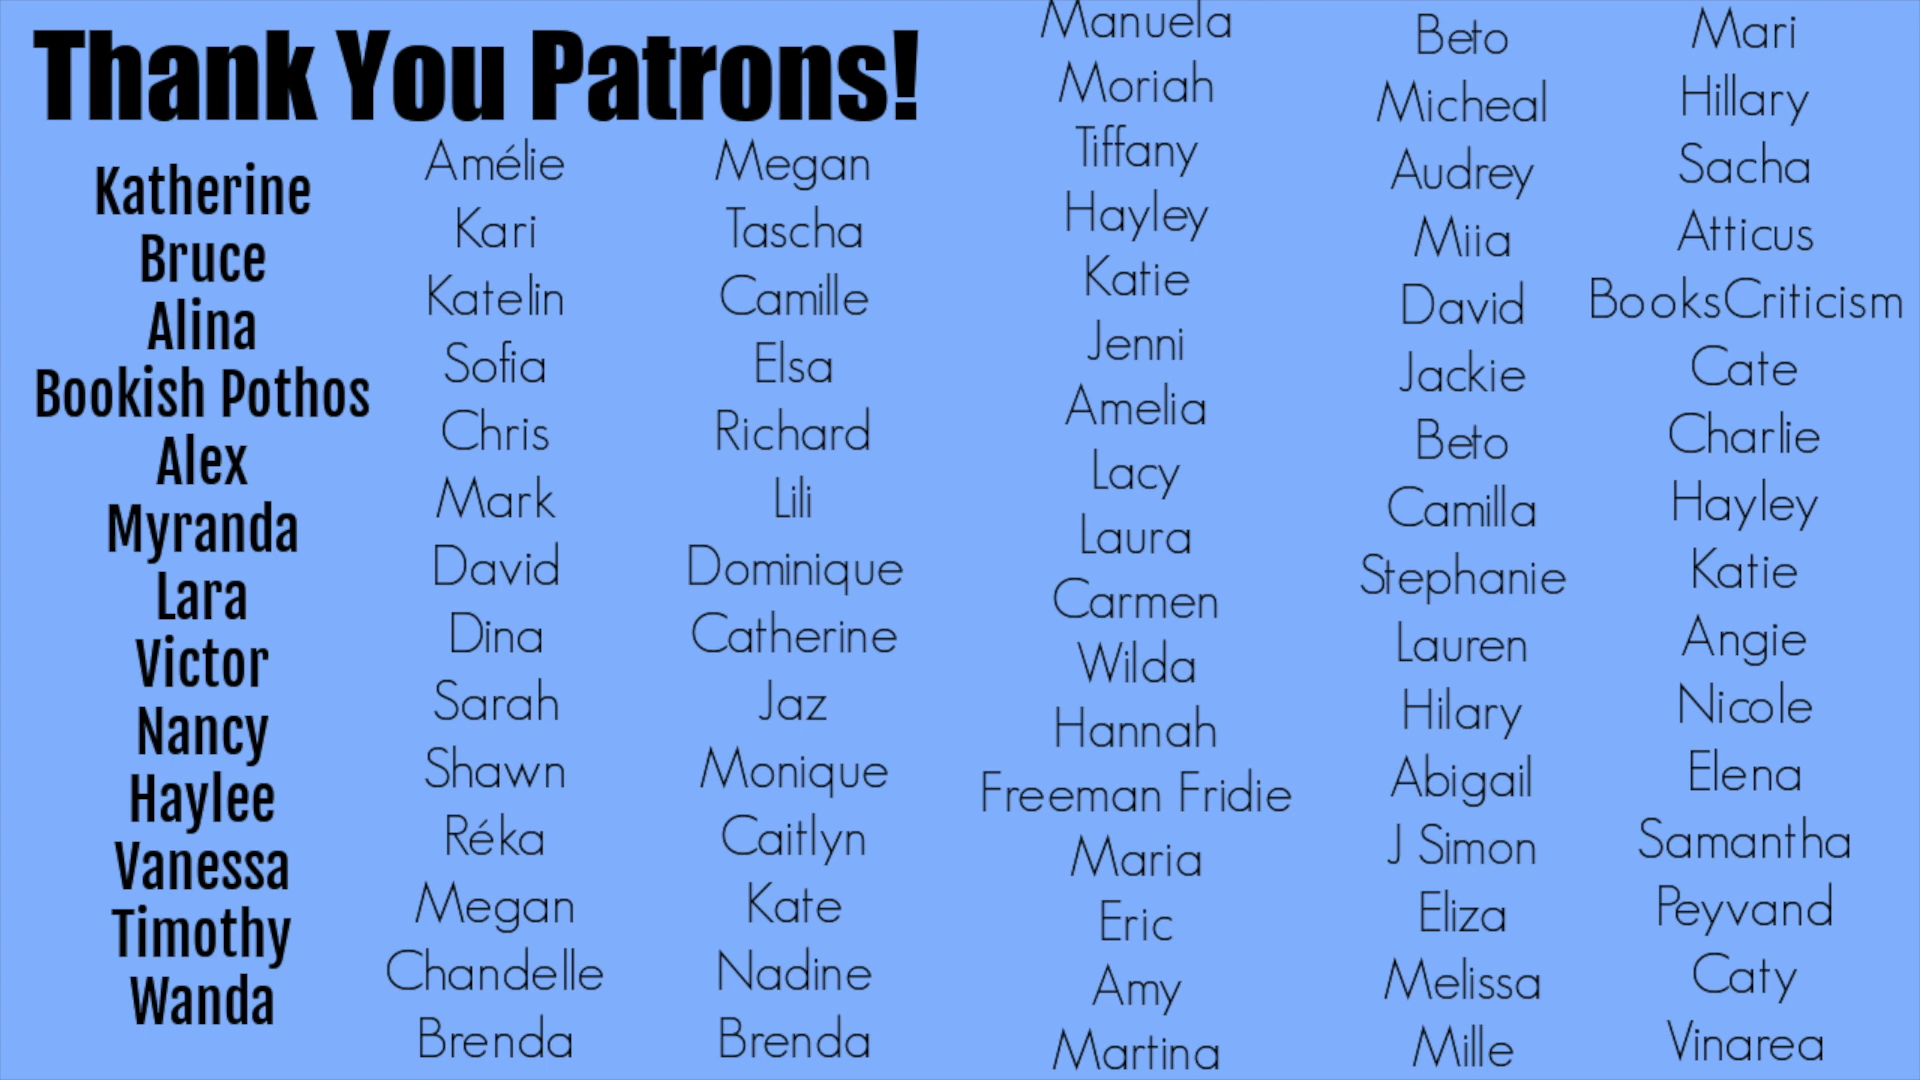 Thank You Patrons!
Katherine
Bruce
Alina
Bookish Pothos
Alex
Myranda
Lara
Victor
Nancy
Haylee
Vanessa
Timothy
Wanda
Amélie
Kari
Katelin
Sofia
Chris
Mark
David
Dina
Sarah
Shawn
Réka
Megan
Chandelle
Brenda
Megan
Tascha
Camille
Elsa
Richard
Lili
Dominique
Catherine
Jaz
Monique
Caitlyn
Kate
Nadine
Brenda
Manuela
Moriah
Tiffany
Hayley
Katie
Jenni
Amelia
Lacy
Laura
Carmen
Wilda
Hannah
Freeman Fridie
Maria
Eric
Amy
Martina
Beto
Micheal
Audrey
Miia
David
Jackie
Beto
Camilla
Stephanie
Lauren
Hilary
Abigail
J Simon
Eliza
Melissa
Mille
Mari
Hillary
Sacha
Atticus
BooksCriticism
Cate
Charlie
Hayley
Katie
Angie
Nicole
Elena
Samantha
Peyvand
Caty
Vinarea